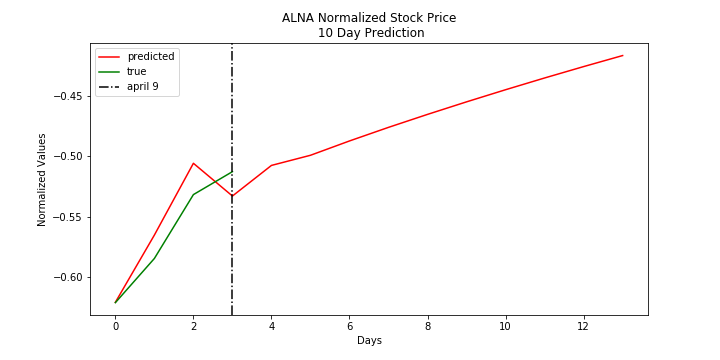 ALNA Normalized Stock Price
10 Day Prediction
predicted
true
april 9
Normalized Values
−0.45
−0.50
−0.55
−0.60
0
2
4
6
8
10
12
Days